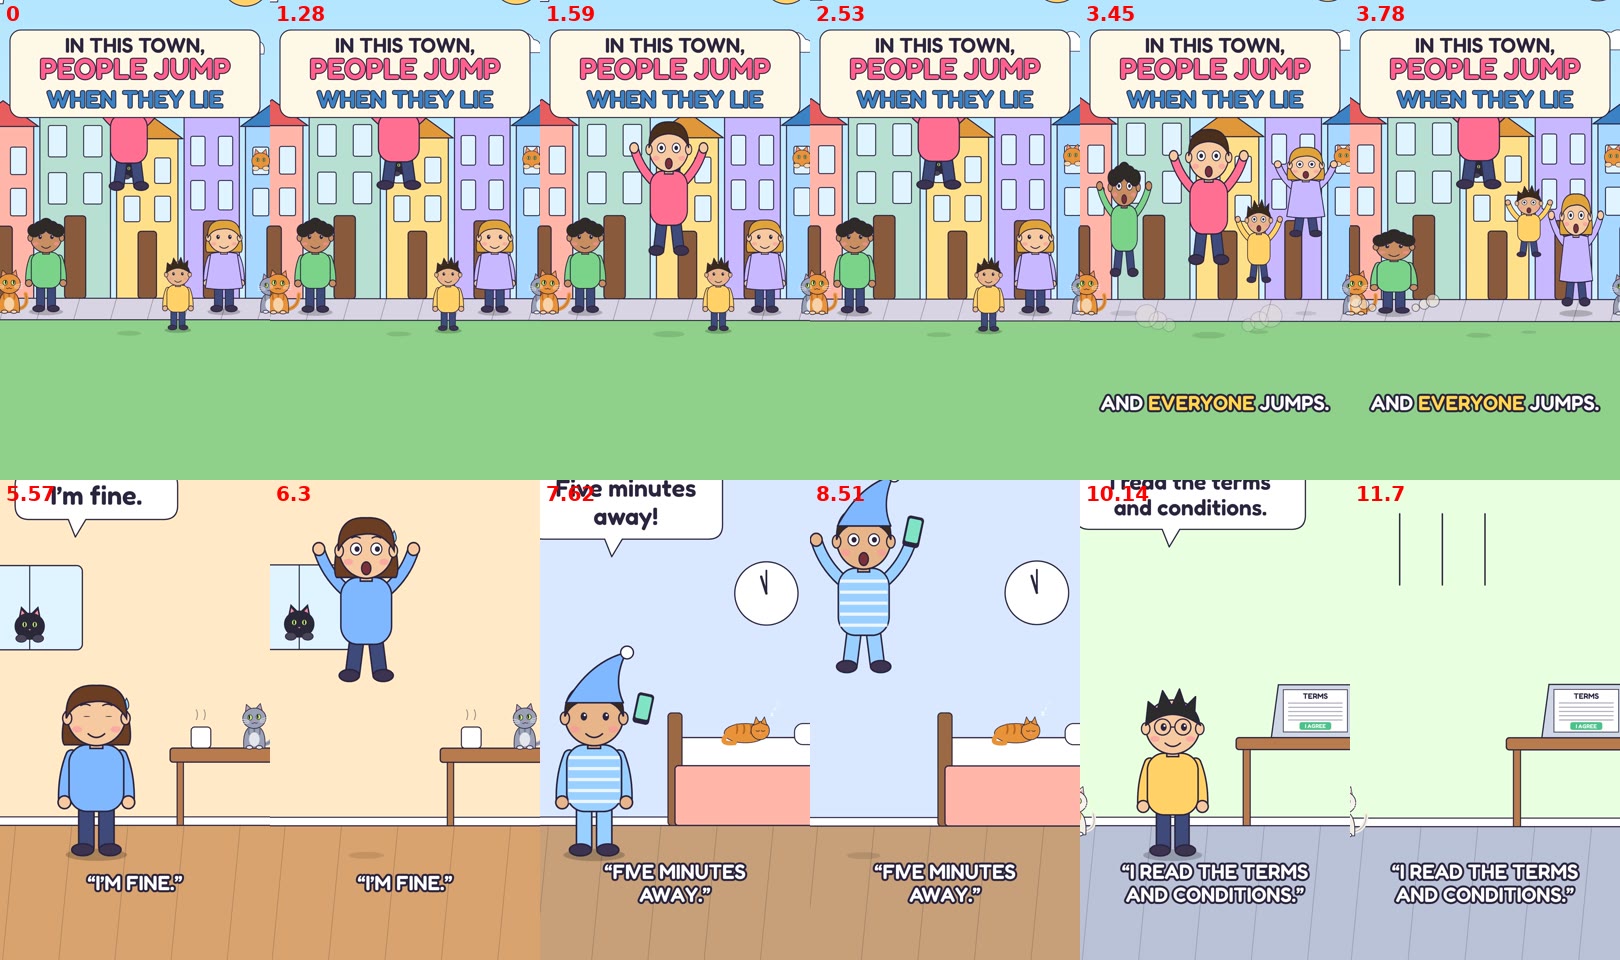 0
IN THIS TOWN,
PEOPLE JUMP
WHEN THEY LIE
1.28
IN THIS TOWN,
PEOPLE JUMP
WHEN THEY LIE
1.59
IN THIS TOWN,
PEOPLE JUMP
WHEN THEY LIE
2.53
IN THIS TOWN,
PEOPLE JUMP
WHEN THEY LIE
3.45
IN THIS TOWN,
PEOPLE JUMP
WHEN THEY LIE
AND EVERYONE JUMPS.
3.78
IN THIS TOWN,
PEOPLE JUMP
WHEN THEY LIE
AND EVERYONE JUMPS.
5.57
I'm fine.
“I'M FINE.”
6.3
“I'M FINE.”
7.62
Five minutes
away!
“FIVE MINUTES
AWAY.”
8.51
“FIVE MINUTES
AWAY.”
10.14
I read the terms
and conditions.
TERMS
I AGREE
“I READ THE TERMS
AND CONDITIONS.”
11.7
TERMS
I AGREE
“I READ THE TERMS
AND CONDITIONS.”